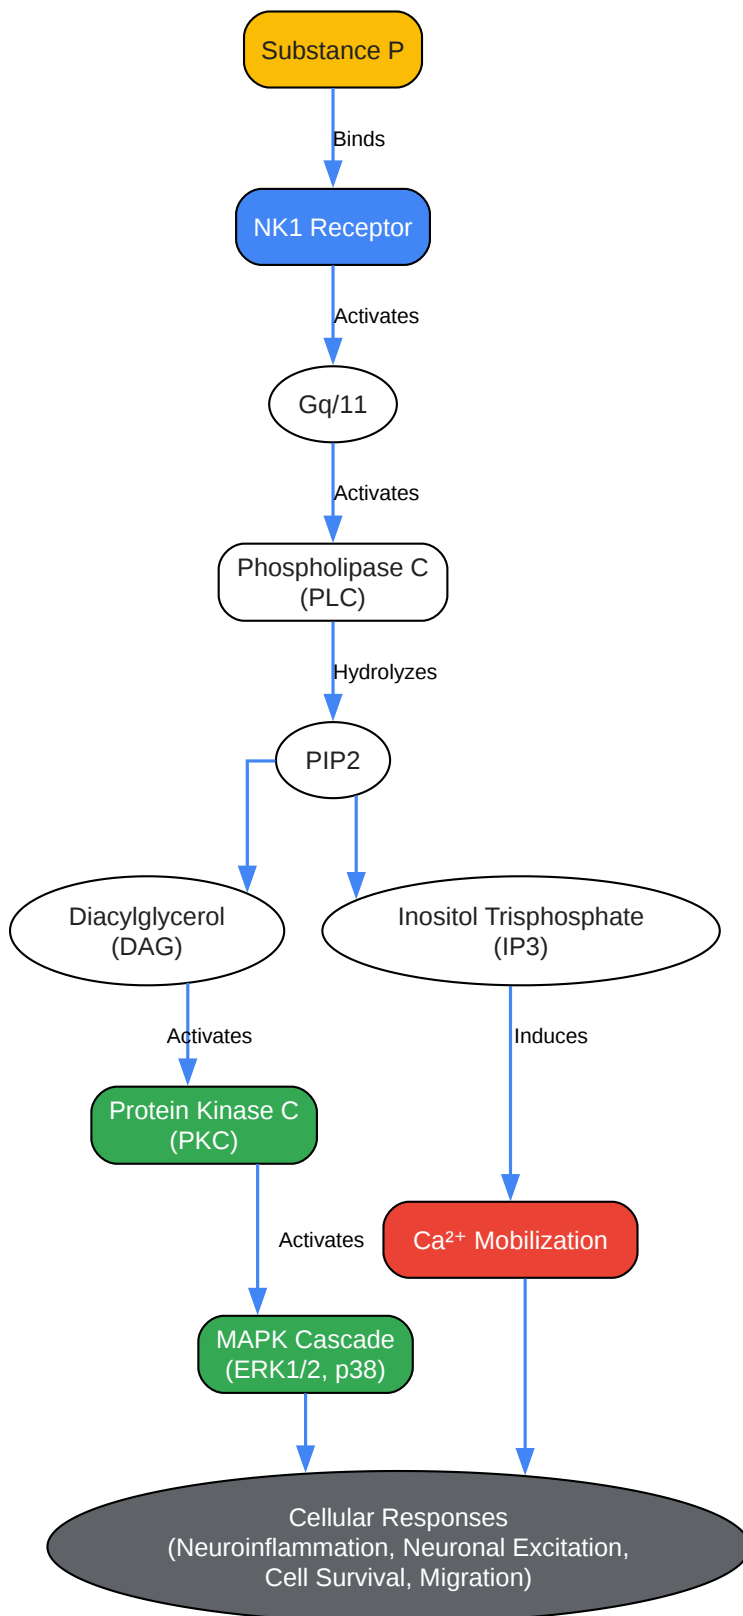 Substance P
Binds
NK1 Receptor
Activates
Gq/11
Activates
Phospholipase C
(PLC)
Hydrolyzes
PIP2
Diacylglycerol
(DAG)
Inositol Trisphosphate
(IP3)
Activates
Induces
Protein Kinase C
(PKC)
Activates
Ca²⁺ Mobilization
MAPK Cascade
(ERK1/2, p38)
Cellular Responses
(Neuroinflammation, Neuronal Excitation,
Cell Survival, Migration)